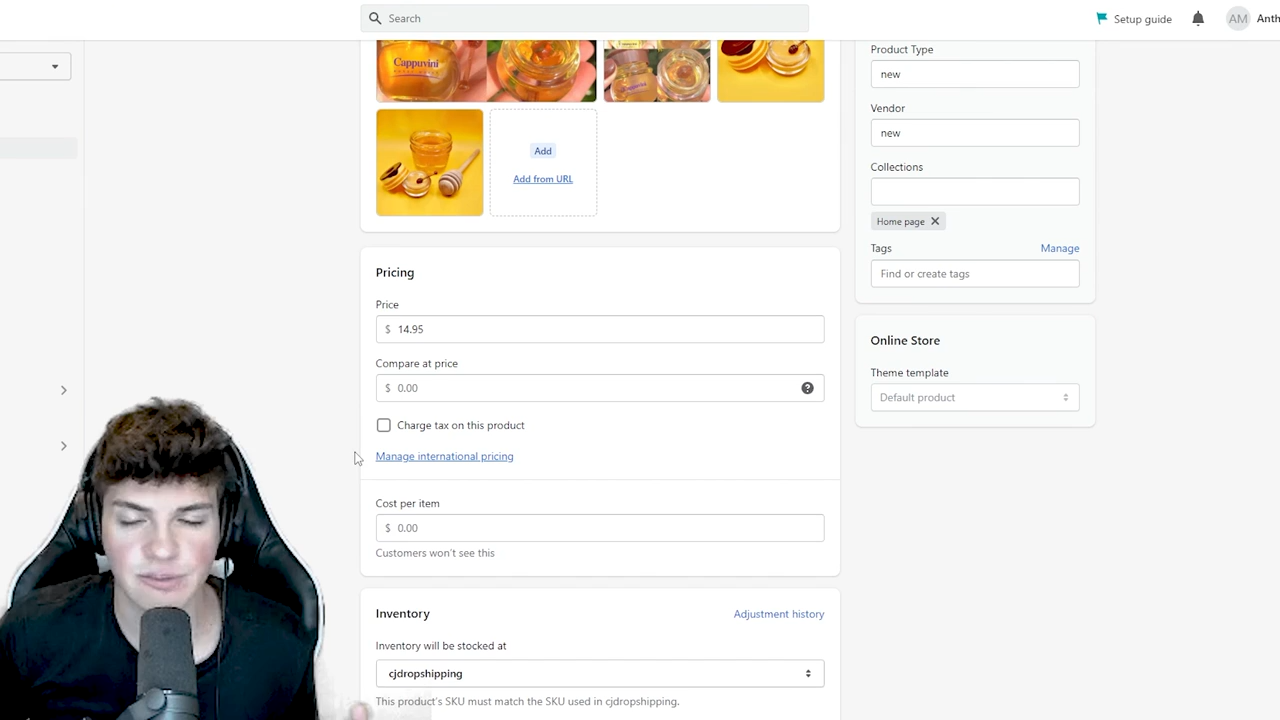 Search
Setup guide
AM
Anth
Cappuvini
Cappuvini
Add
Add from URL
Pricing
Price
$ 14.95
Compare at price
$ 0.00
Charge tax on this product
Manage international pricing
Cost per item
$ 0.00
Customers won't see this
Inventory
Adjustment history
Inventory will be stocked at
cjdropshipping
This product's SKU must match the SKU used in cjdropshipping.
Product Type
new
Vendor
new
Collections
Home page
Tags
Manage
Find or create tags
Online Store
Theme template
Default product